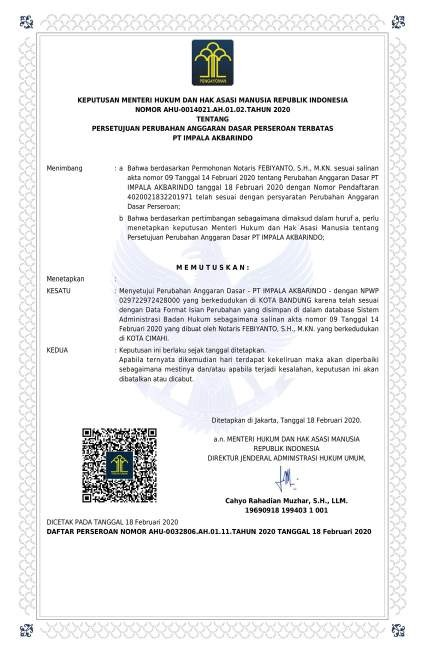 PENGAYOMAN
KEPUTUSAN MENTERI HUKUM DAN HAK ASASI MANUSIA REPUBLIK INDONESIA
NOMOR AHU-0014021.AH.01.02.TAHUN 2020
TENTANG
PERSETUJUAN PERUBAHAN ANGGARAN DASAR PERSEROAN TERBATAS
PT IMPALA AKBARINDO
Menimbang : a Bahwa berdasarkan Permohonan Notaris FEBIYANTO, S.H., M.KN. sesuai salinan
akta nomor 09 Tanggal 14 Februari 2020 tentang Perubahan Anggaran Dasar PT
IMPALA AKBARINDO tanggal 18 Februari 2020 dengan Nomor Pendaftaran
4020021832201971 telah sesuai dengan persyaratan Perubahan Anggaran
Dasar Perseroan;
b Bahwa berdasarkan pertimbangan sebagaimana dimaksud dalam huruf a, perlu
menetapkan keputusan Menteri Hukum dan Hak Asasi Manusia tentang
Persetujuan Perubahan Anggaran Dasar PT IMPALA AKBARINDO;
M E M U T U S K A N :
Menetapkan :
KESATU : Menyetujui Perubahan Anggaran Dasar - PT IMPALA AKBARINDO - dengan NPWP
029722972428000 yang berkedudukan di KOTA BANDUNG karena telah sesuai
dengan Data Format Isian Perubahan yang disimpan di dalam database Sistem
Administrasi Badan Hukum sebagaimana salinan akta nomor 09 Tanggal 14
Februari 2020 yang dibuat oleh Notaris FEBIYANTO, S.H., M.KN. yang berkedudukan
di KOTA CIMAHI.
KEDUA : Keputusan ini berlaku sejak tanggal ditetapkan.
Apabila ternyata dikemudian hari terdapat kekeliruan maka akan diperbaiki
sebagaimana mestinya dan/atau apabila terjadi kesalahan, keputusan ini akan
dibatalkan atau dicabut.
Ditetapkan di Jakarta, Tanggal 18 Februari 2020.
a.n. MENTERI HUKUM DAN HAK ASASI MANUSIA
REPUBLIK INDONESIA
DIREKTUR JENDERAL ADMINISTRASI HUKUM UMUM,
Cahyo Rahadian Muzhar, S.H., LLM.
19690918 199403 1 001
DICETAK PADA TANGGAL 18 Februari 2020
DAFTAR PERSEROAN NOMOR AHU-0032806.AH.01.11.TAHUN 2020 TANGGAL 18 Februari 2020